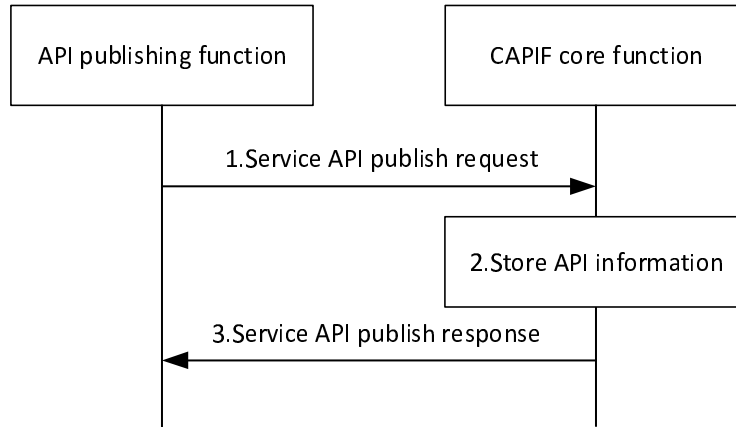 API publishing function
CAPIF core function
1.Service API publish request
2.Store API information
3.Service API publish response